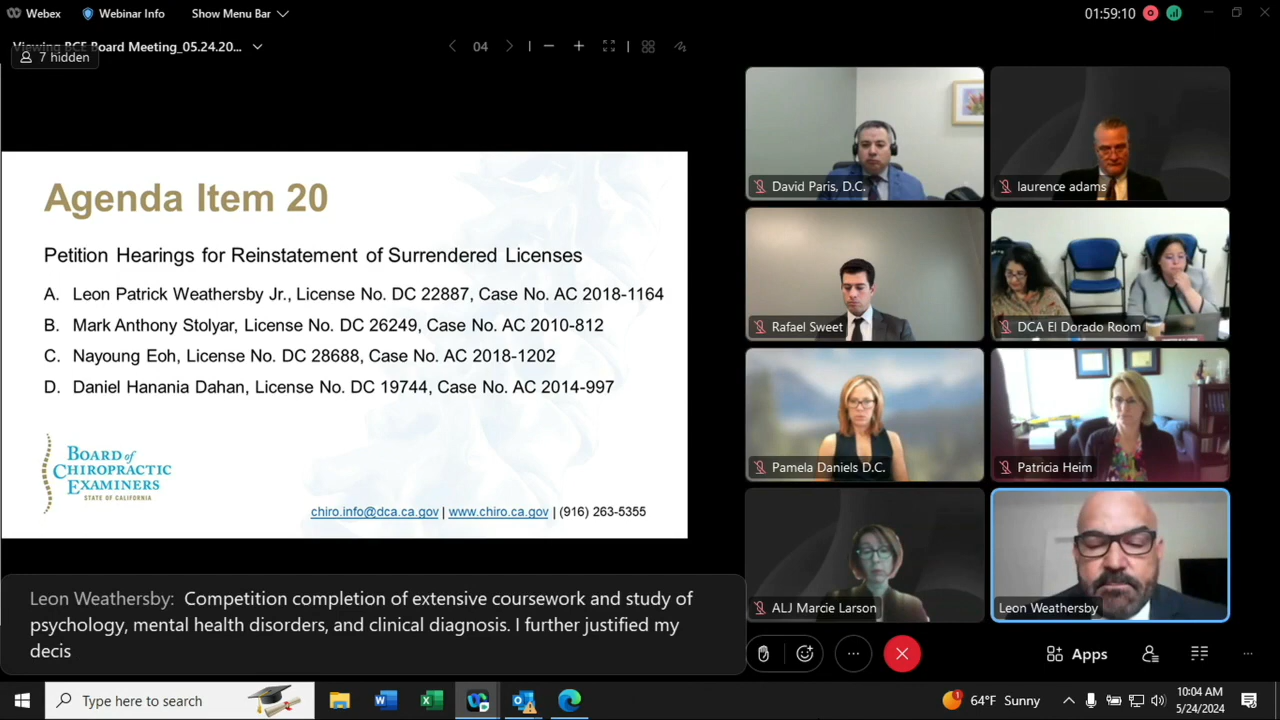 Webex
Webinar Info
Show Menu Bar
01:59:10
Viewing BCE Board Meeting_05.24.20...
04
7 hidden
Agenda Item 20
Petition Hearings for Reinstatement of Surrendered Licenses
A. Leon Patrick Weathersby Jr., License No. DC 22887, Case No. AC 2018-1164
B. Mark Anthony Stolyar, License No. DC 26249, Case No. AC 2010-812
C. Nayoung Eoh, License No. DC 28688, Case No. AC 2018-1202
D. Daniel Hanania Dahan, License No. DC 19744, Case No. AC 2014-997
BOARD of
CHIROPRACTIC
EXAMINERS
STATE OF CALIFORNIA
chiro.info@dca.ca.gov | www.chiro.ca.gov | (916) 263-5355
David Paris, D.C.
laurence adams
Rafael Sweet
DCA El Dorado Room
Pamela Daniels D.C.
Patricia Heim
ALJ Marcie Larson
Leon Weathersby
Leon Weathersby: Competition completion of extensive coursework and study of
psychology, mental health disorders, and clinical diagnosis. I further justified my
decis
Apps
Type here to search
1
64°F Sunny
10:04 AM
5/24/2024